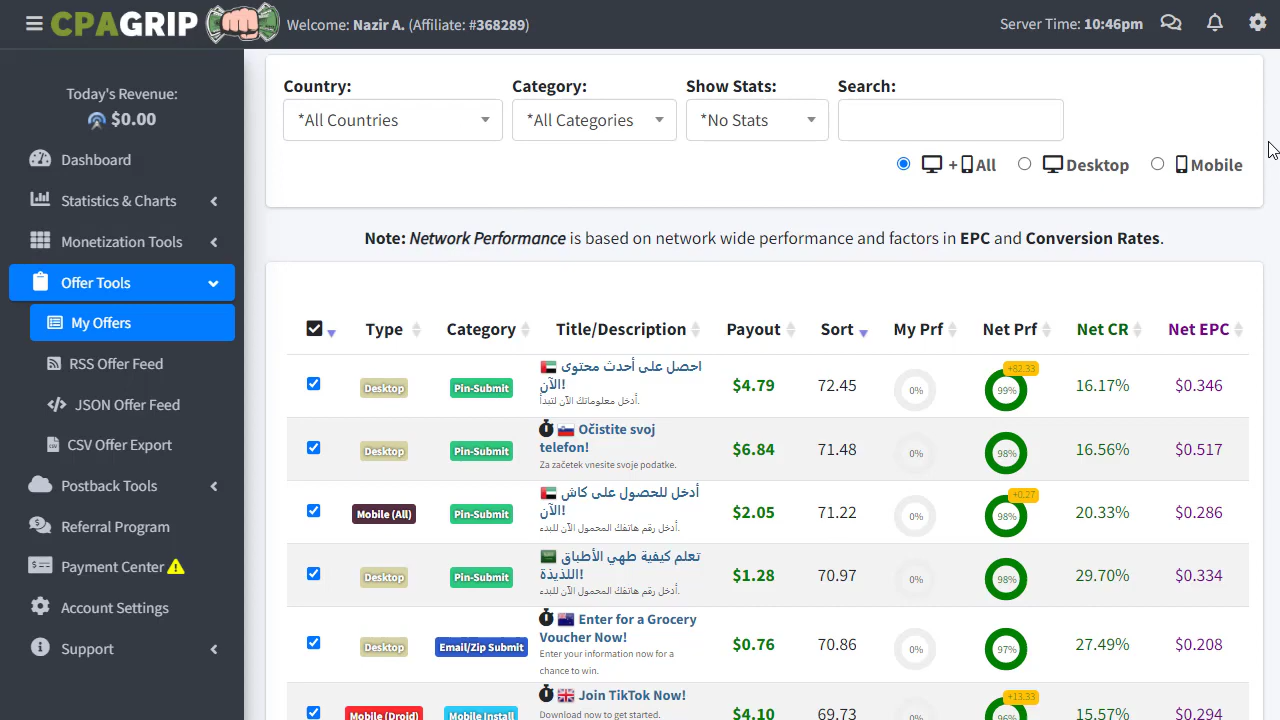 CPAGRIP Welcome: Nazir A. (Affiliate: #368289) Server Time: 10:46pm
Today's Revenue:
$0.00
Dashboard
Statistics & Charts
Monetization Tools
Offer Tools
My Offers
RSS Offer Feed
JSON Offer Feed
CSV Offer Export
Postback Tools
Referral Program
Payment Center
Account Settings
Support
Country: Category: Show Stats: Search:
*All Countries *All Categories *No Stats
+ All Desktop Mobile
Note: Network Performance is based on network wide performance and factors in EPC and Conversion Rates.
Type Category Title/Description Payout Sort My Prf Net Prf Net CR Net EPC
احصل على أحدث محتوى
الآن!
أدخل معلوماتك الآن لتبدأ.
Desktop Pin-Submit $4.79 72.45 0% 99% +82.33 16.17% $0.346
Očistite svoj
telefon!
Za začetek vnesite svoje podatke.
Desktop Pin-Submit $6.84 71.48 0% 98% 16.56% $0.517
أدخل للحصول على كاش
الآن!
أدخل رقم هاتفك المحمول الآن للبدء.
Mobile (All) Pin-Submit $2.05 71.22 0% 98% +0.27 20.33% $0.286
تعلم كيفية طهي الأطباق
اللذيذة!
أدخل رقم هاتفك المحمول الآن للبدء.
Desktop Pin-Submit $1.28 70.97 0% 98% 29.70% $0.334
Enter for a Grocery
Voucher Now!
Enter your information now for a
chance to win.
Desktop Email/Zip Submit $0.76 70.86 0% 97% 27.49% $0.208
Join TikTok Now!
Download now to get started.
Mobile (Droid) Mobile Install $4.10 69.73 0% 96% +13.33 15.57% $0.294